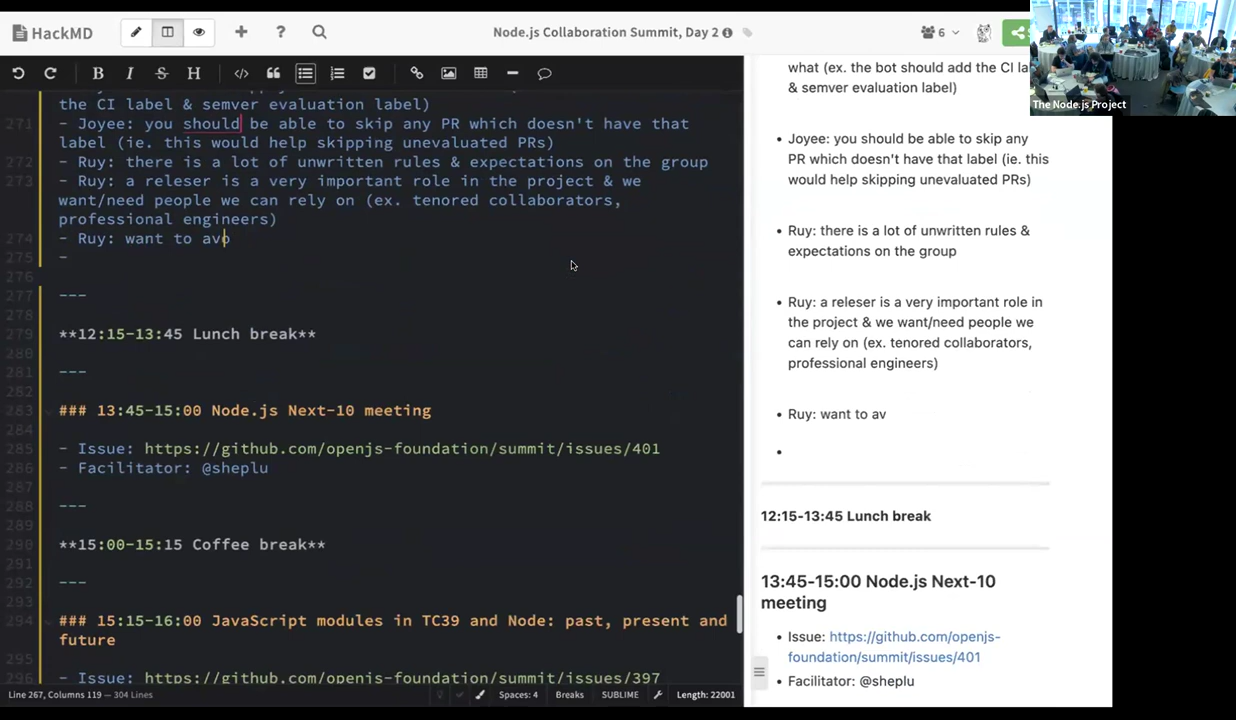 HackMD
Node.js Collaboration Summit, Day 2
6
The Node.js Project
the CI label & semver evaluation label)
271 - Joyee: you should be able to skip any PR which doesn't have that
label (ie. this would help skipping unevaluated PRs)
272 - Ruy: there is a lot of unwritten rules & expectations on the group
273 - Ruy: a releser is a very important role in the project & we
want/need people we can rely on (ex. tenored collaborators,
professional engineers)
274 - Ruy: want to avo
275 -
276
277 ---
278
279 **12:15-13:45 Lunch break**
280
281 ---
282
283 ### 13:45-15:00 Node.js Next-10 meeting
284
285 - Issue: https://github.com/openjs-foundation/summit/issues/401
286 - Facilitator: @sheplu
287
288 ---
289
290 **15:00-15:15 Coffee break**
291
292 ---
293
294 ### 15:15-16:00 JavaScript modules in TC39 and Node: past, present and
future
295
- Issue: https://github.com/openjs-foundation/summit/issues/397
Line 267, Columns 119 — 304 Lines
Spaces: 4
Breaks
SUBLIME
Length: 22001
what (ex. the bot should add the CI la
& semver evaluation label)
• Joyee: you should be able to skip any
PR which doesn't have that label (ie. this
would help skipping unevaluated PRs)
• Ruy: there is a lot of unwritten rules &
expectations on the group
• Ruy: a releser is a very important role in
the project & we want/need people we
can rely on (ex. tenored collaborators,
professional engineers)
• Ruy: want to av
•
12:15-13:45 Lunch break
13:45-15:00 Node.js Next-10
meeting
• Issue: https://github.com/openjs-
foundation/summit/issues/401
• Facilitator: @sheplu